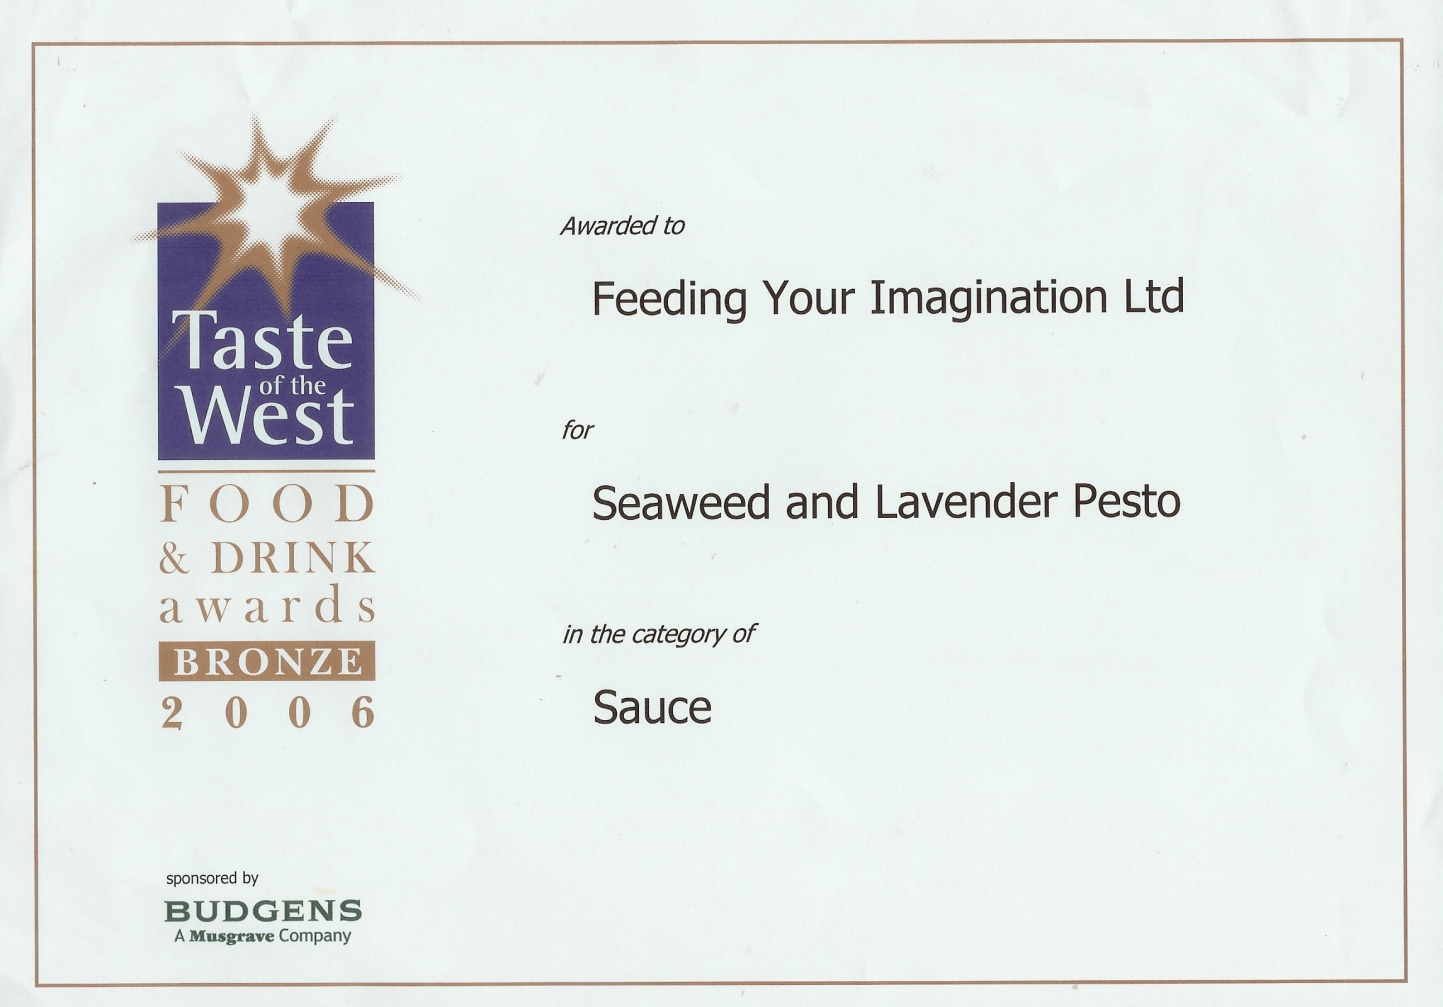 Taste
of the
West
FOOD
& DRINK
awards
BRONZE
2006
Awarded to
Feeding Your Imagination Ltd
for
Seaweed and Lavender Pesto
in the category of
Sauce
sponsored by
BUDGENS
A Musgrave Company